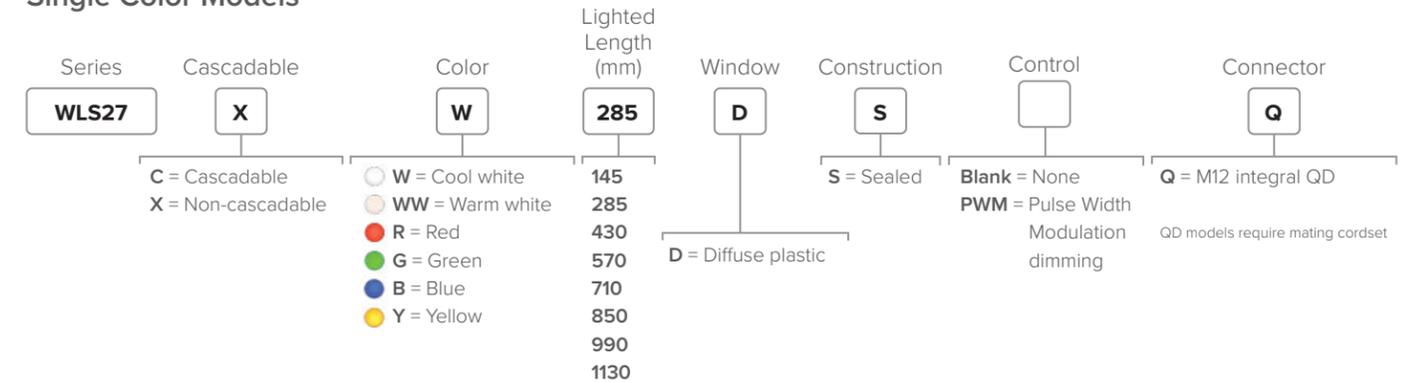 Single Color Models
Series
WLS27
Cascadable
X
C = Cascadable
X = Non-cascadable
Color
W
W = Cool white
WW = Warm white
R = Red
G = Green
B = Blue
Y = Yellow
Lighted
Length
(mm)
285
145
285
430
570
710
850
990
1130
Window
D
D = Diffuse plastic
Construction
S
S = Sealed
Control
Blank = None
PWM = Pulse Width
Modulation
dimming
Connector
Q
Q = M12 integral QD
QD models require mating cordset